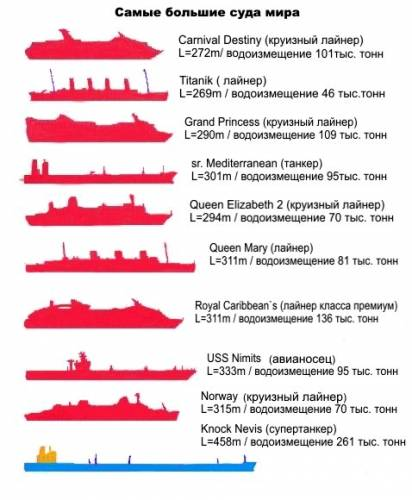 Самые большие суда мира
Carnival Destiny (круизный лайнер)
L=272m/ водоизмещение 101тыс. тонн
Titanik ( лайнер)
L=269m/ водоизмещение 46 тыс.тонн
Grand Princess (круизный лайнер)
L=290m/ водоизмещение 109 тыс. тонн
sr. Mediterranean (танкер)
L=301m/ водоизмещение 95тыс. тонн
Queen Elizabeth 2 (круизный лайнер)
L=294m/ водоизмещение 70 тыс. тонн
Queen Mary (лайнер)
L=311m/ водоизмещение 81 тыс. тонн
Royal Caribbean`s (лайнер класса премиум)
L=311m/ водоизмещение 136 тыс. тонн
USS Nimits (авианосец)
L=333m/ водоизмещение 95 тыс. тонн
Norway (круизный лайнер)
L=315m/ водоизмещение 70 тыс. тонн
Knock Nevis (супертанкер)
L=458m/ водоизмещение 261 тыс. тонн